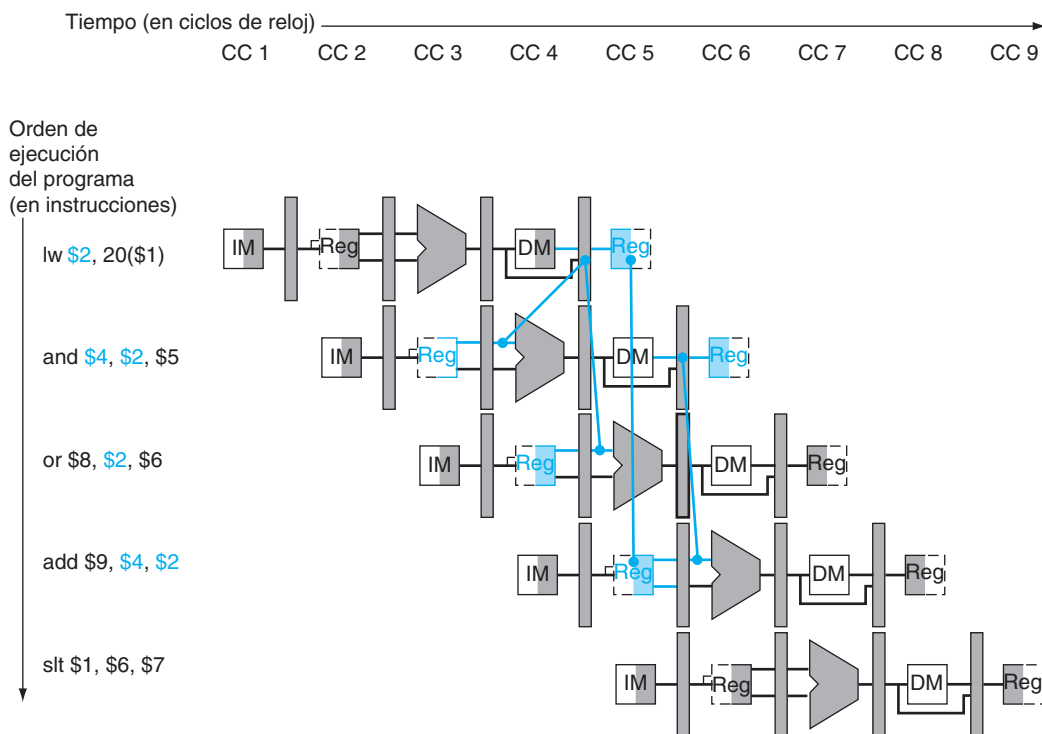 Tiempo (en ciclos de reloj)
CC 1 CC 2 CC 3 CC 4 CC 5 CC 6 CC 7 CC 8 CC 9
Orden de
ejecución
del programa
(en instrucciones)
lw $2, 20($1)
IM Reg DM Reg
and $4, $2, $5
IM Reg DM Reg
or $8, $2, $6
IM Reg DM Reg
add $9, $4, $2
IM Reg DM Reg
slt $1, $6, $7
IM Reg DM Reg